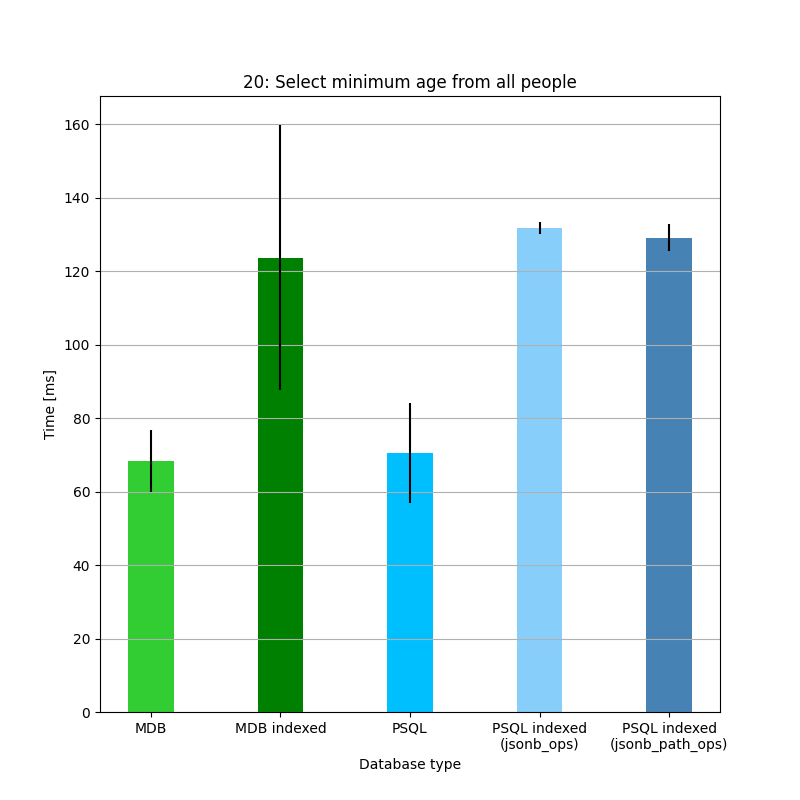 20: Select minimum age from all people
Time [ms]
160
140
120
100
80
60
40
20
0
MDB
MDB indexed
PSQL
PSQL indexed
(jsonb_ops)
PSQL indexed
(jsonb_path_ops)
Database type